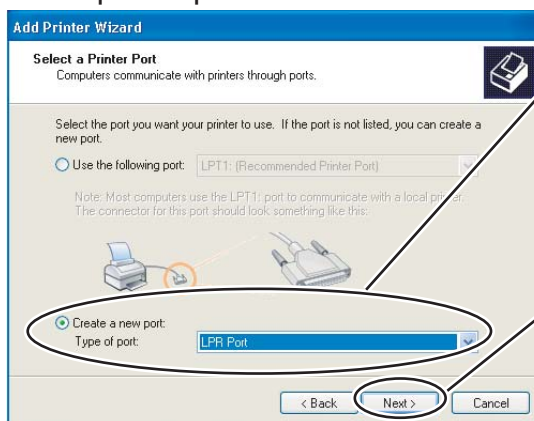 Add Printer Wizard
Select a Printer Port
Computers communicate with printers through ports.
Select the port you want your printer to use. If the port is not listed, you can create a
new port.
Use the following port: LPT1: (Recommended Printer Port)
Note: Most computers use the LPT1: port to communicate with a local printer.
The connector for this port should look something like this:
Create a new port:
Type of port: LPR Port
< Back Next > Cancel